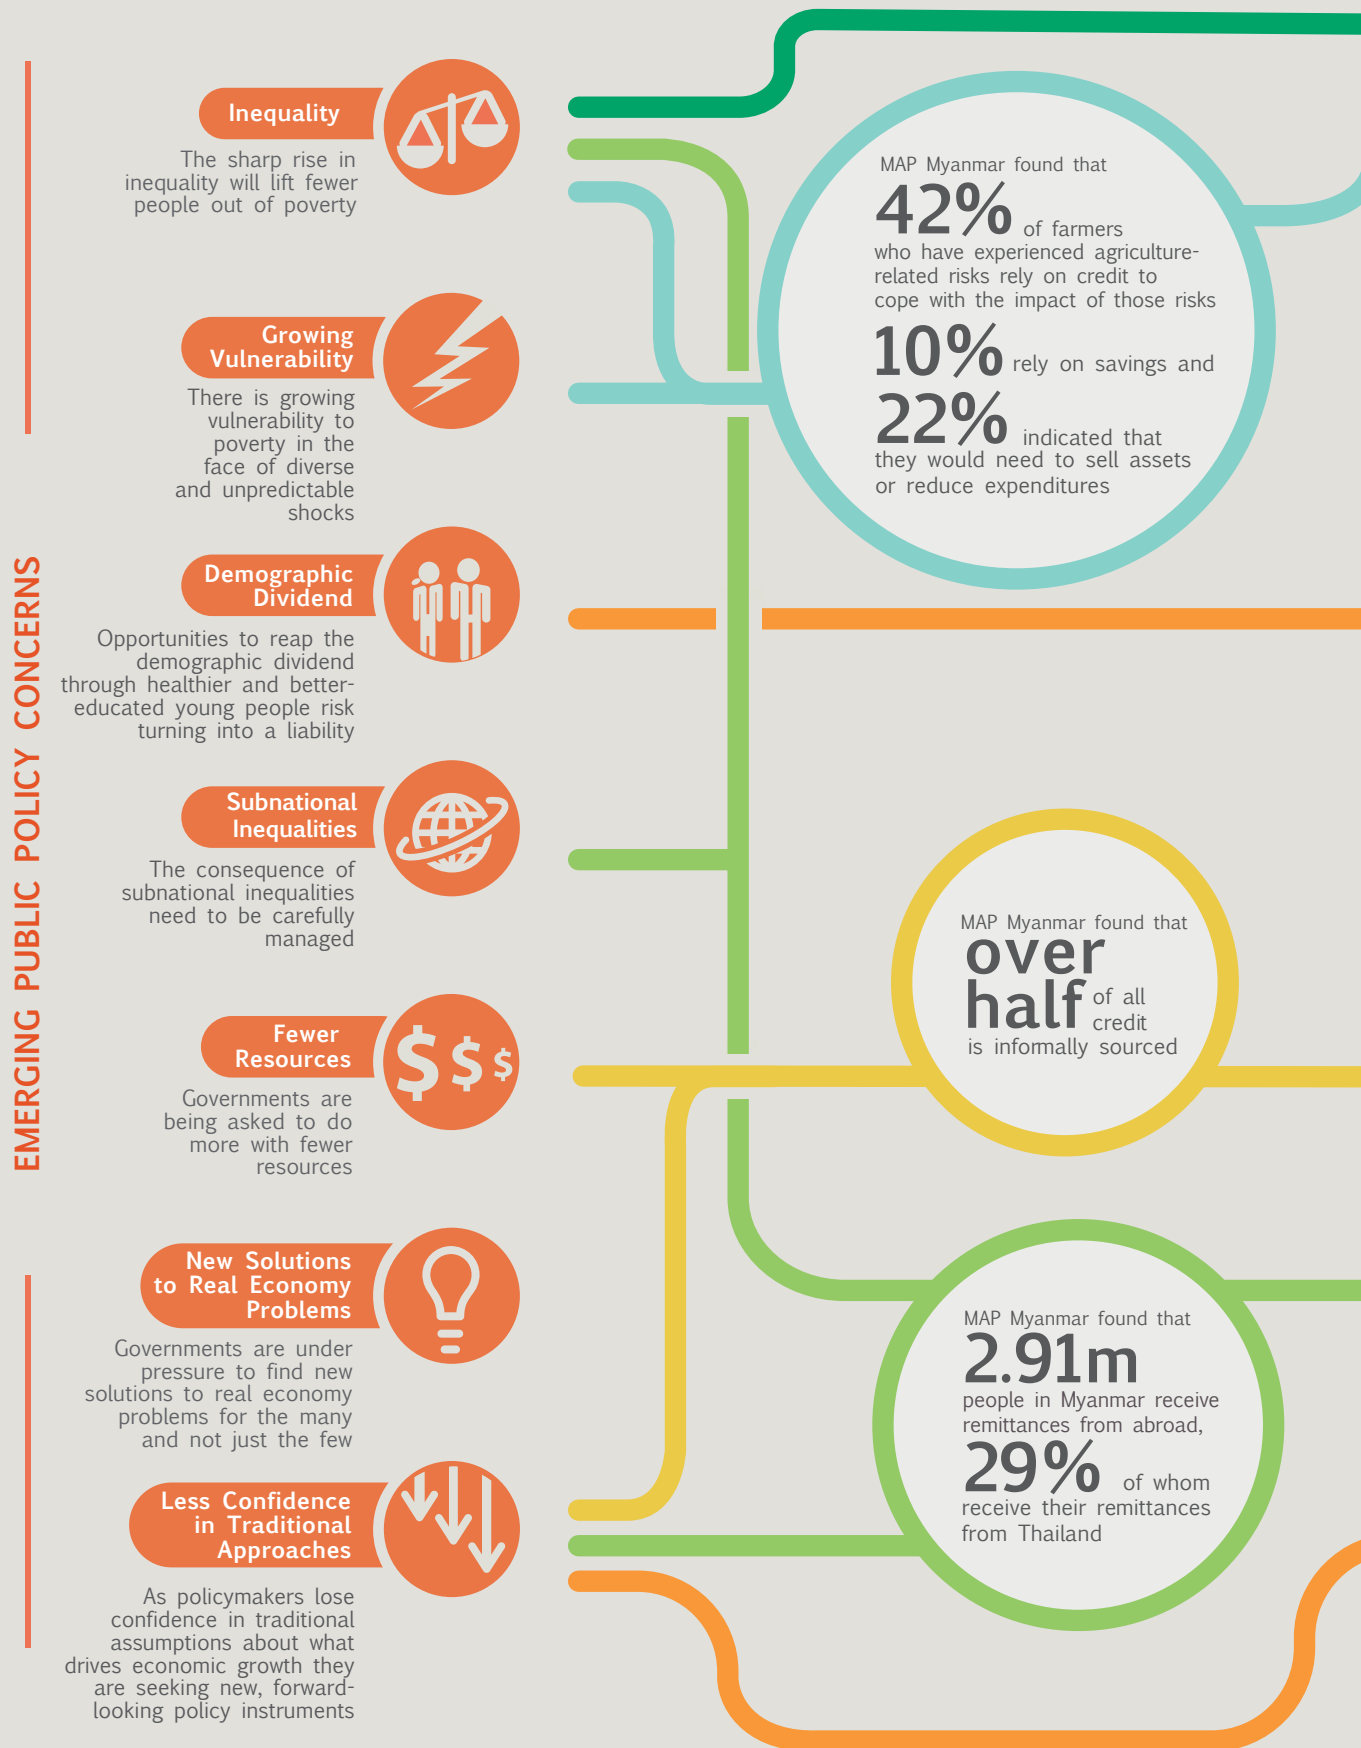 EMERGING PUBLIC POLICY CONCERNS
Inequality
The sharp rise in
inequality will lift fewer
people out of poverty
Growing
Vulnerability
There is growing
vulnerability to
poverty in the
face of diverse
and unpredictable
shocks
Demographic
Dividend
Opportunities to reap the
demographic dividend
through healthier and better-
educated young people risk
turning into a liability
Subnational
Inequalities
The consequence of
subnational inequalities
need to be carefully
managed
Fewer
Resources
$ $ $
Governments are
being asked to do
more with fewer
resources
New Solutions
to Real Economy
Problems
Governments are under
pressure to find new
solutions to real economy
problems for the many
and not just the few
Less Confidence
in Traditional
Approaches
As policymakers lose
confidence in traditional
assumptions about what
drives economic growth they
are seeking new, forward-
looking policy instruments
MAP Myanmar found that
42% of farmers
who have experienced agriculture-
related risks rely on credit to
cope with the impact of those risks
10% rely on savings and
22% indicated that
they would need to sell assets
or reduce expenditures
MAP Myanmar found that
over
half of all
credit
is informally sourced
MAP Myanmar found that
2.91m
people in Myanmar receive
remittances from abroad,
29% of whom
receive their remittances
from Thailand